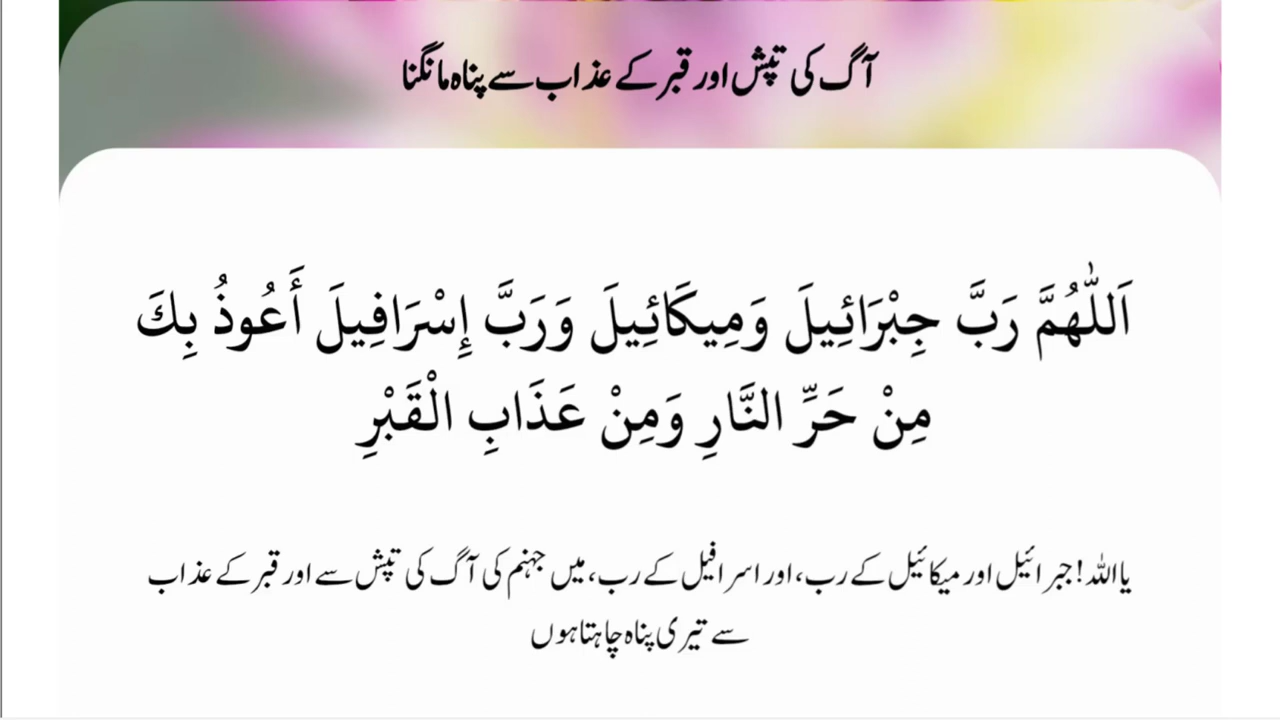 آگ کی تپش اور قبر کے عذاب سے پناہ مانگنا
اَللّٰهُمَّ رَبَّ جِبْرَائِيلَ وَمِيكَائِيلَ وَرَبَّ إِسْرَافِيلَ أَعُوذُ بِكَ
مِنْ حَرِّ النَّارِ وَمِنْ عَذَابِ الْقَبْرِ
یا اللہ! جبرائیل اور میکائیل کے رب، اور اسرافیل کے رب، میں جہنم کی آگ کی تپش سے اور قبر کے عذاب
سے تیری پناہ چاہتا ہوں